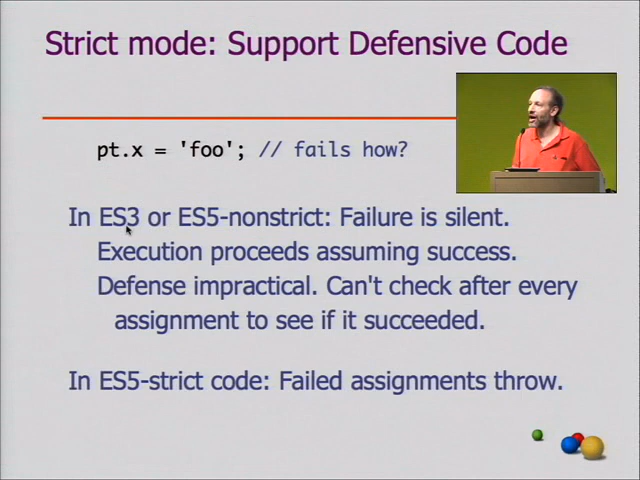 Strict mode: Support Defensive Code
pt.x = 'foo'; // fails how?
In ES3 or ES5-nonstrict: Failure is silent.
Execution proceeds assuming success.
Defense impractical. Can't check after every
assignment to see if it succeeded.
In ES5-strict code: Failed assignments throw.